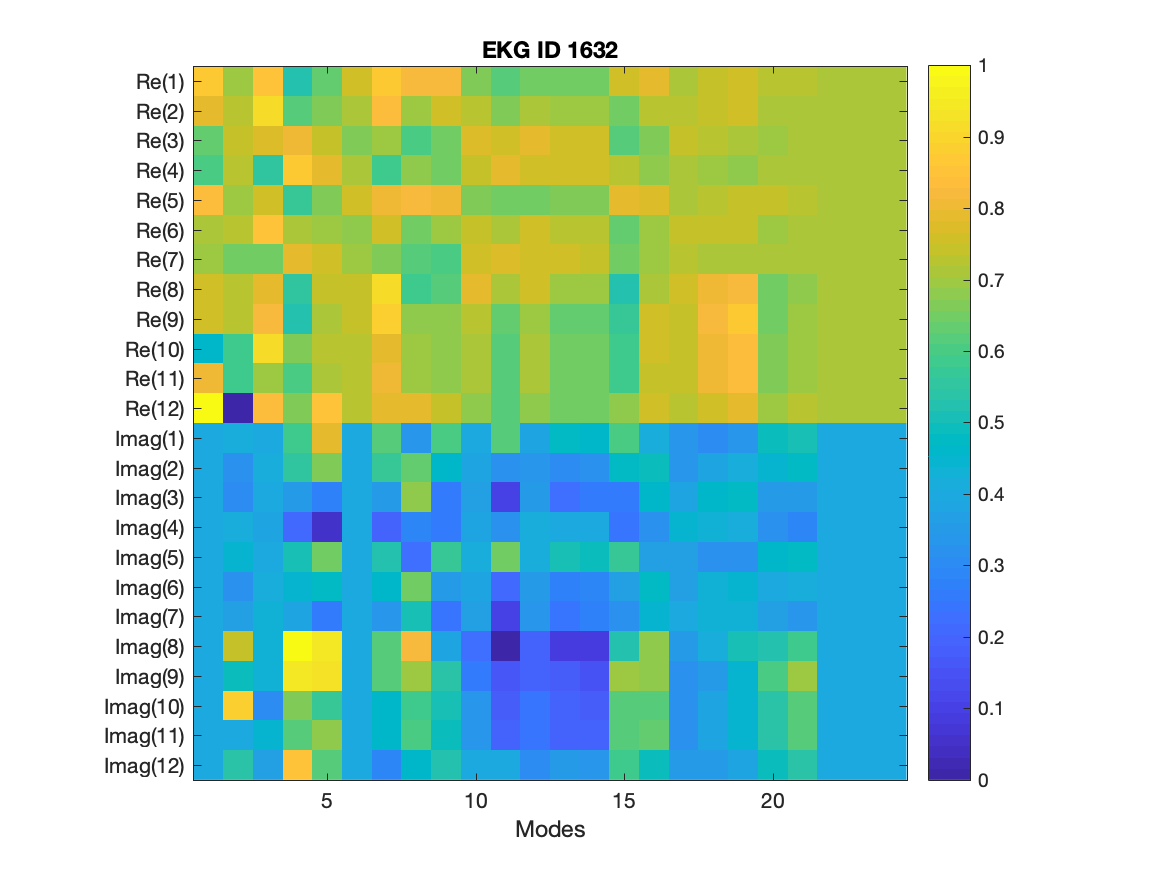 EKG ID 1632
Re(1)
Re(2)
Re(3)
Re(4)
Re(5)
Re(6)
Re(7)
Re(8)
Re(9)
Re(10)
Re(11)
Re(12)
Imag(1)
Imag(2)
Imag(3)
Imag(4)
Imag(5)
Imag(6)
Imag(7)
Imag(8)
Imag(9)
Imag(10)
Imag(11)
Imag(12)
5 10 15 20
Modes
1
0.9
0.8
0.7
0.6
0.5
0.4
0.3
0.2
0.1
0